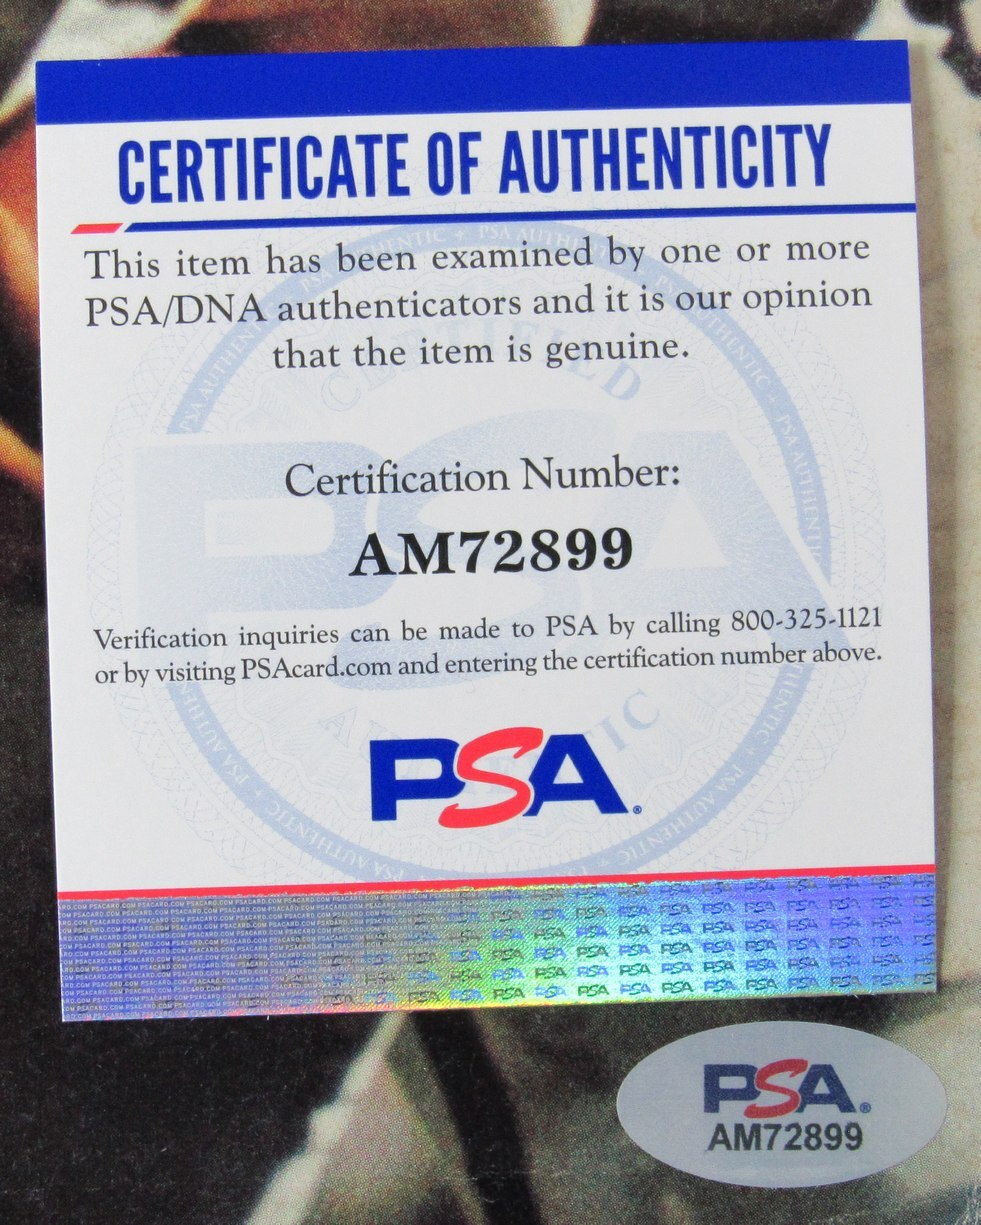 CERTIFICATE OF AUTHENTICITY
This item has been examined by one or more
PSA/DNA authenticators and it is our opinion
that the item is genuine.
CERTIFIED
Certification Number:
AM72899
Verification inquiries can be made to PSA by calling 800-325-1121
or by visiting PSAcard.com and entering the certification number above.
PSA®
PSA®
AM72899